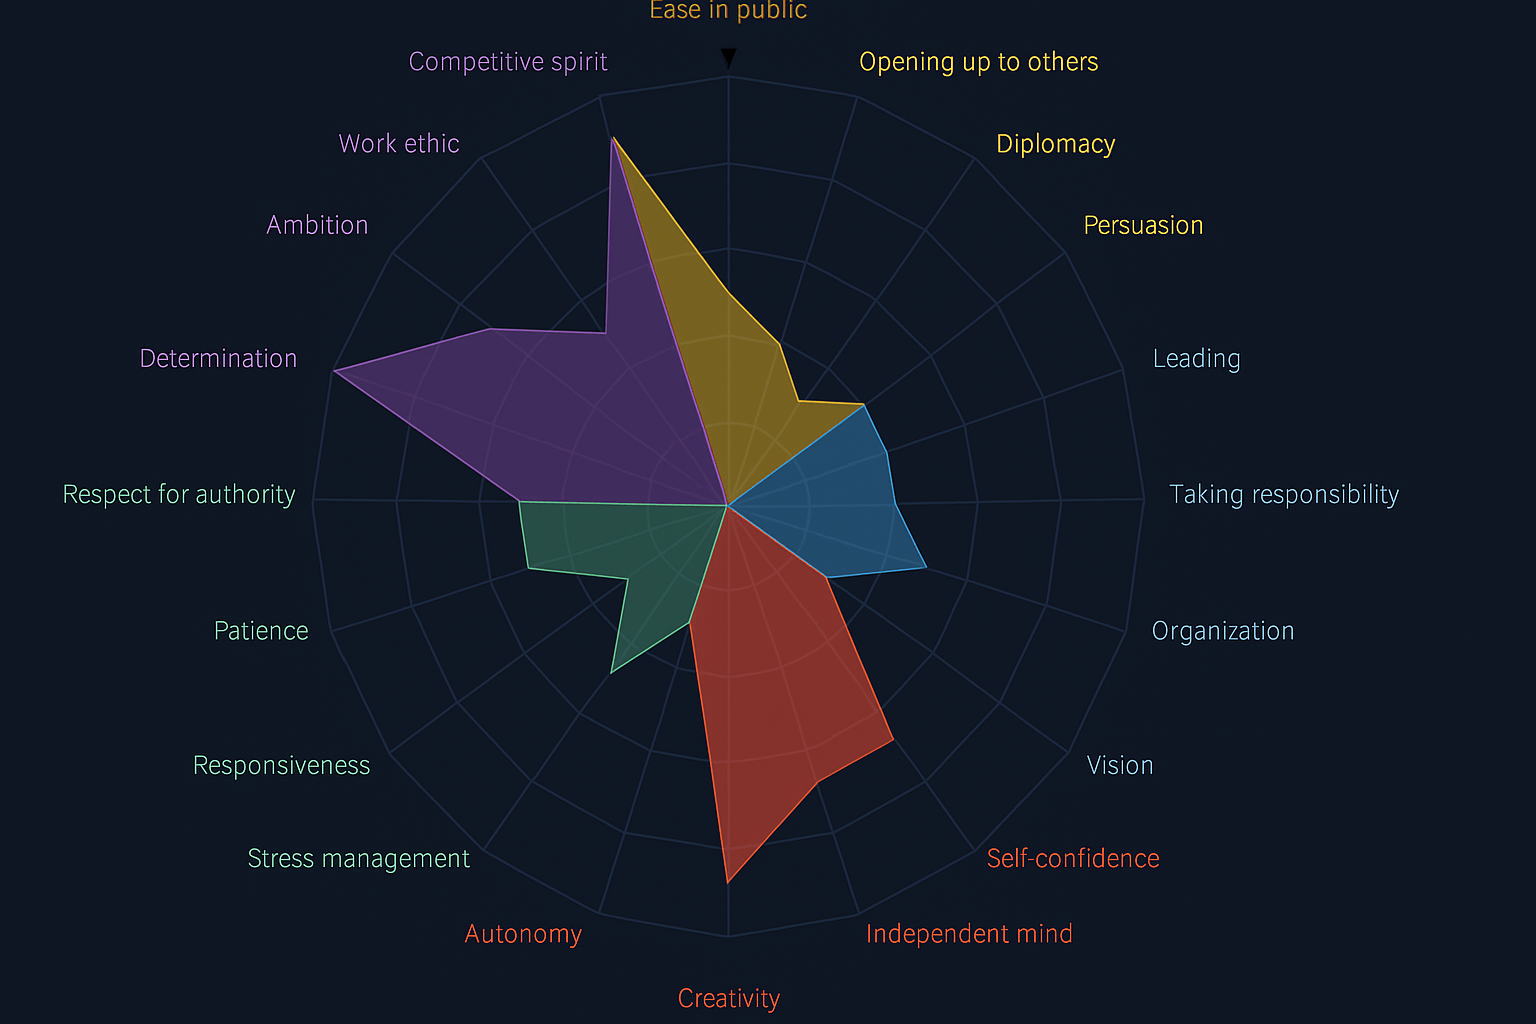 Ease in public
Competitive spirit
Opening up to others
Work ethic
Diplomacy
Ambition
Persuasion
Determination
Leading
Respect for authority
Taking responsibility
Patience
Organization
Responsiveness
Vision
Stress management
Self-confidence
Autonomy
Independent mind
Creativity